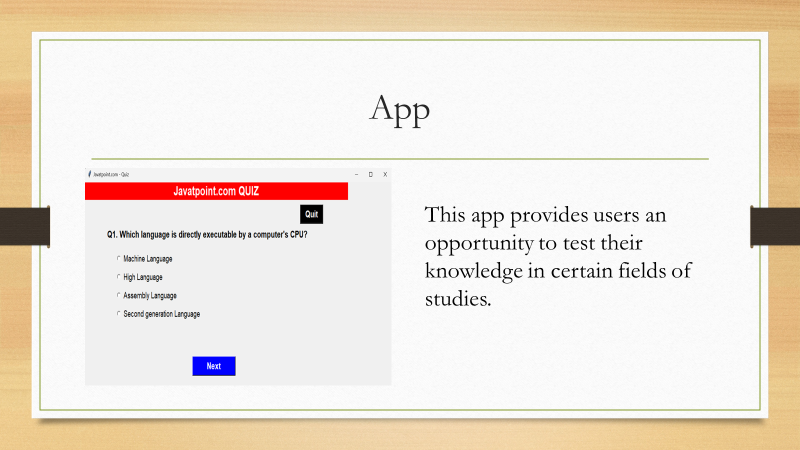 App
Javatpoint.com - Quiz
Javatpoint.com QUIZ
Quit
Q1. Which language is directly executable by a computer's CPU?
Machine Language
High Language
Assembly Language
Second generation Language
Next
This app provides users an
opportunity to test their
knowledge in certain fields of
studies.